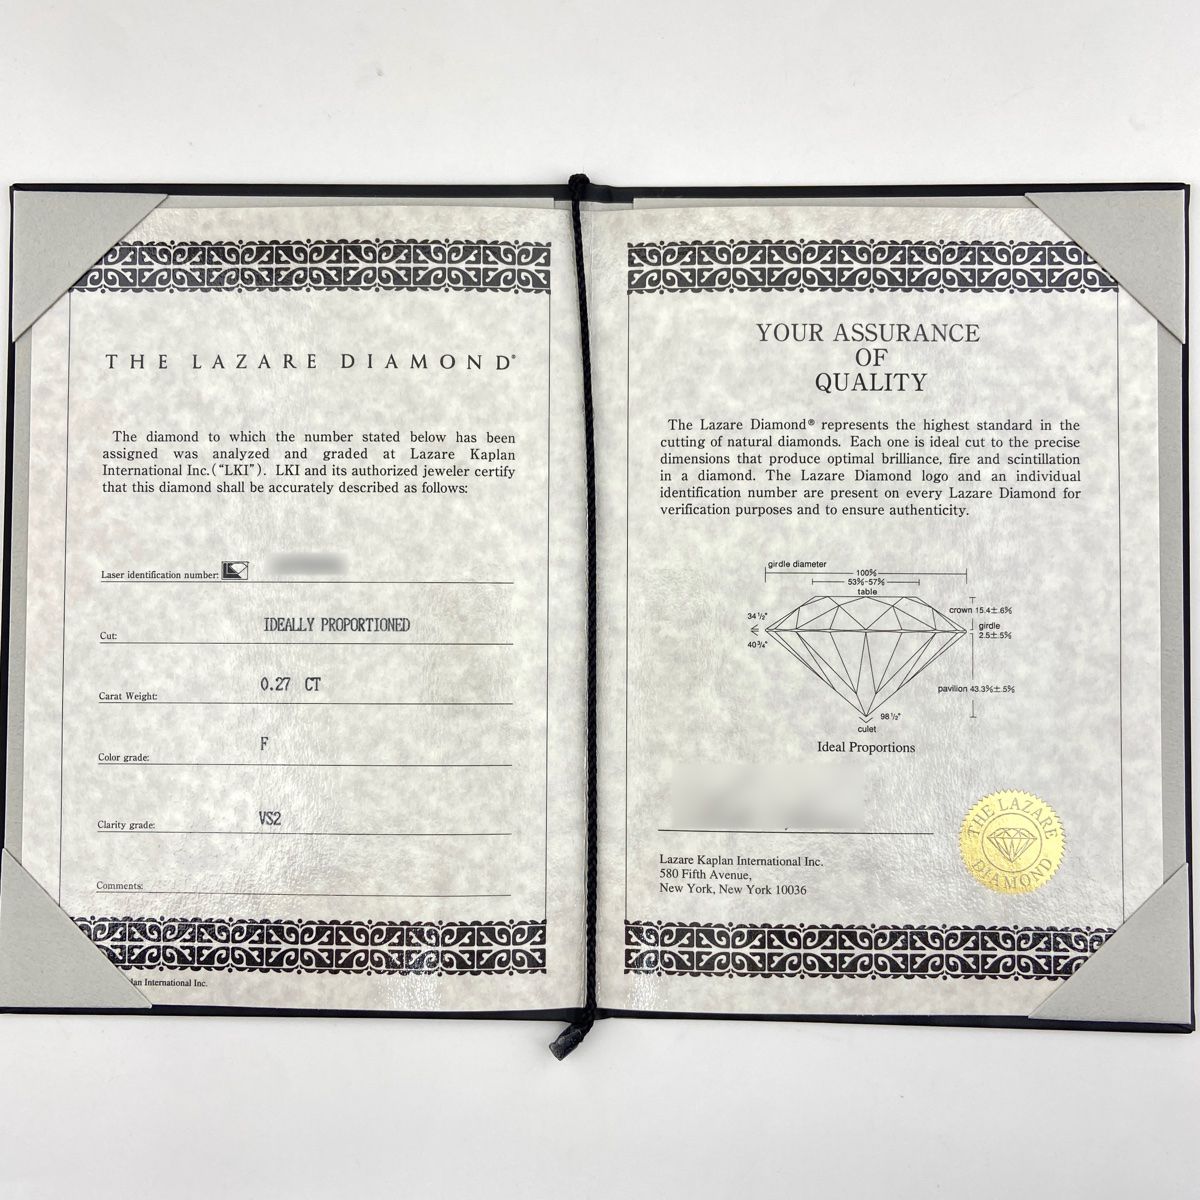 THE LAZARE DIAMOND®
The diamond to which the number stated below has been
assigned was analyzed and graded at Lazare Kaplan
International Inc.(“LKI”). LKI and its authorized jeweler certify
that this diamond shall be accurately described as follows:
Laser identification number:
Cut: IDEALLY PROPORTIONED
Carat Weight: 0.27 CT
Color grade: F
Clarity grade: VS2
Comments:
lan International Inc.
YOUR ASSURANCE
OF
QUALITY
The Lazare Diamond® represents the highest standard in the
cutting of natural diamonds. Each one is ideal cut to the precise
dimensions that produce optimal brilliance, fire and scintillation
in a diamond. The Lazare Diamond logo and an individual
identification number are present on every Lazare Diamond for
verification purposes and to ensure authenticity.
girdle diameter
100%
53%-57%
table
34 1/2°
crown 15.4±.6%
girdle
2.5±.5%
40 3/4°
pavilion 43.3%±.5%
98 1/2°
culet
Ideal Proportions
Lazare Kaplan International Inc.
580 Fifth Avenue,
New York, New York 10036
THE LAZARE
DIAMOND